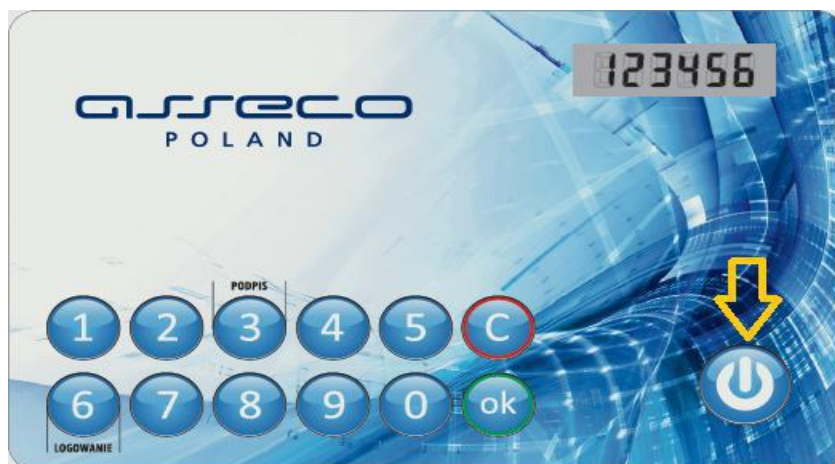 123456
asseco
POLAND
PODPIS
1 2 3 4 5 C
6 7 8 9 0 ok
LOGOWANIE